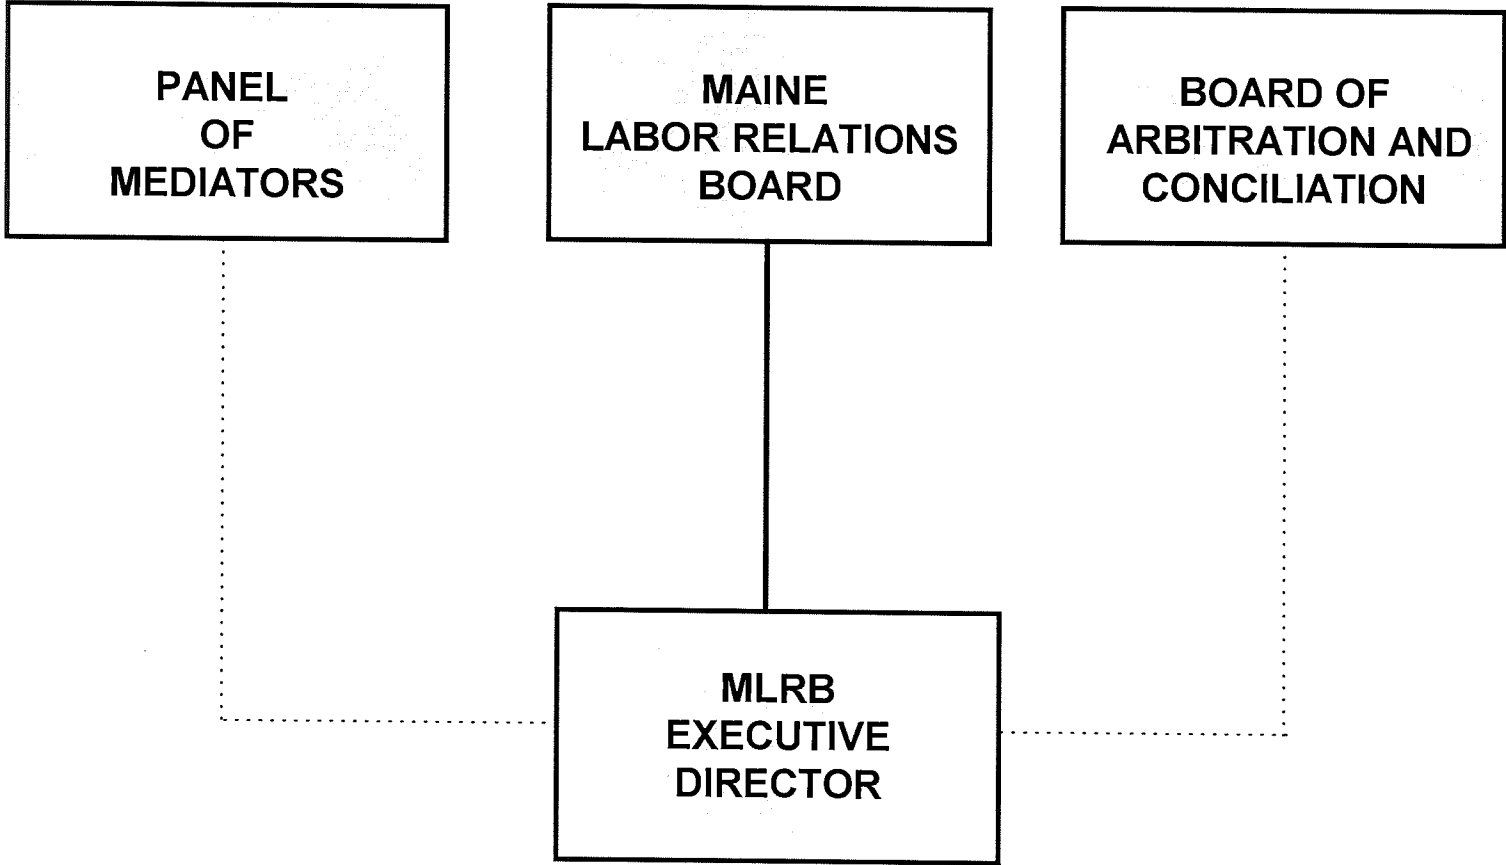 PANEL
OF
MEDIATORS
MAINE
LABOR RELATIONS
BOARD
BOARD OF
ARBITRATION AND
CONCILIATION
MLRB
EXECUTIVE
DIRECTOR